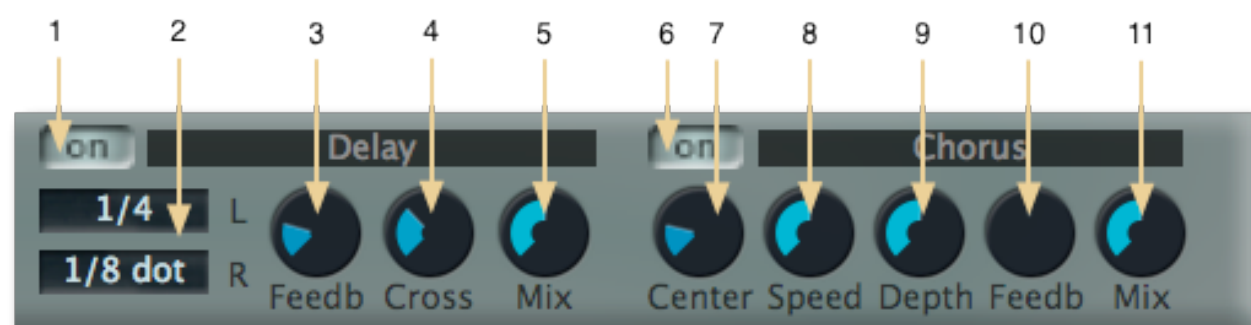 1 2 3 4 5 6 7 8 9 10 11
on Delay on Chorus
1/4 L
1/8 dot R
Feedb Cross Mix Center Speed Depth Feedb Mix